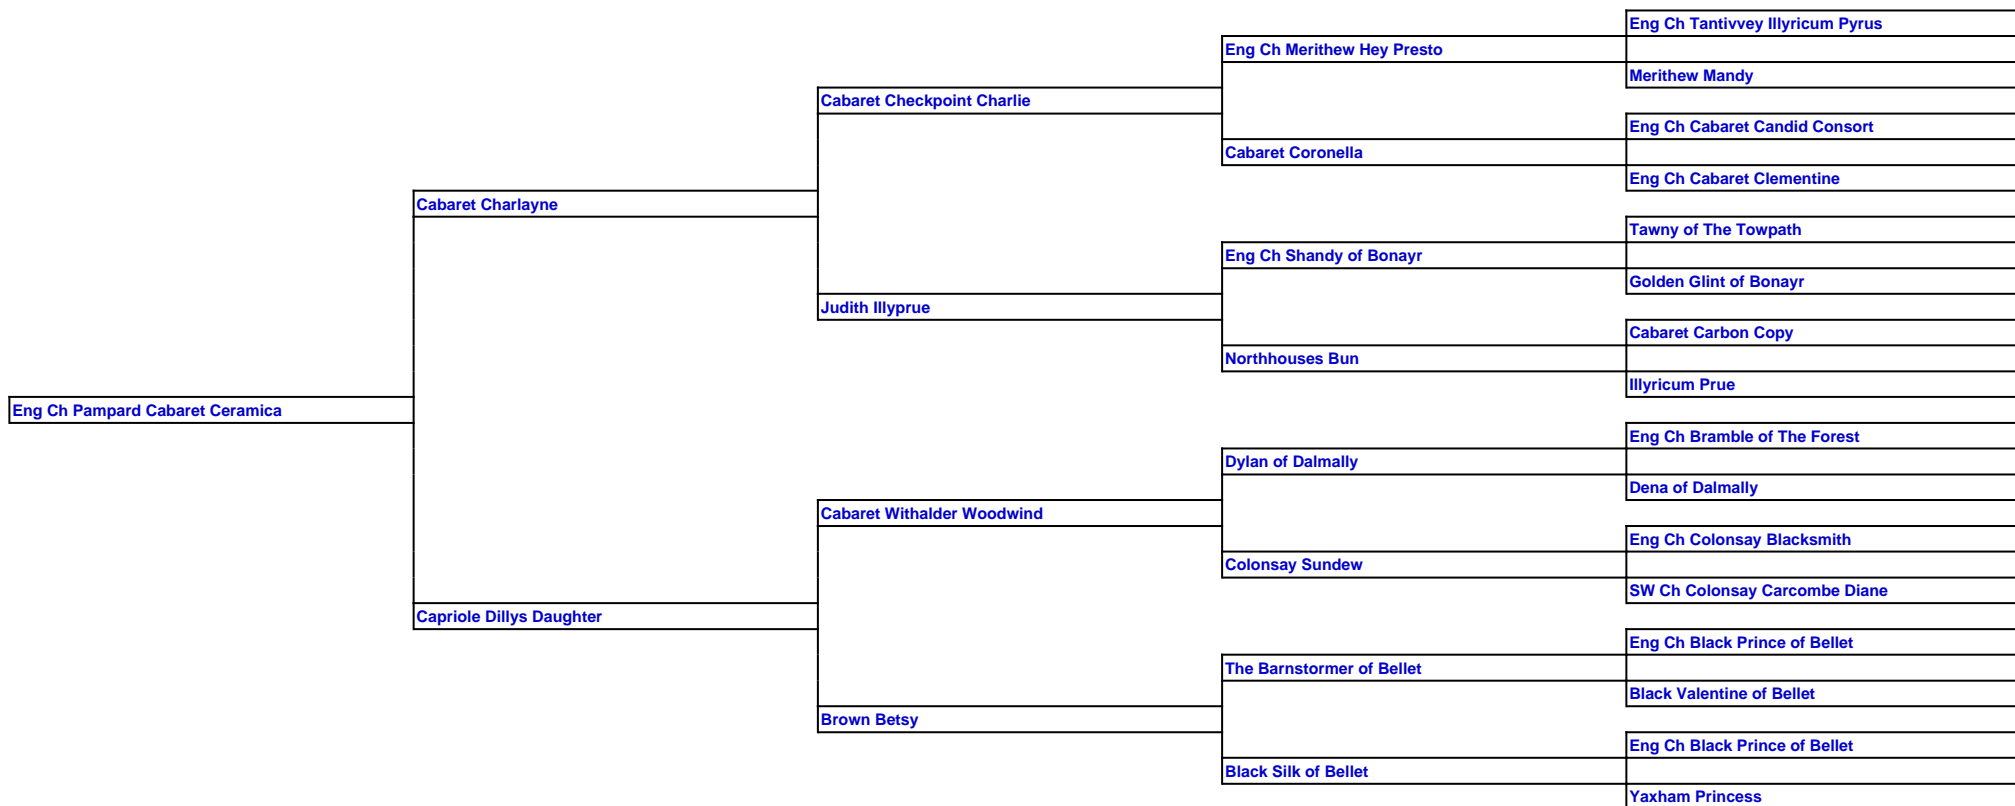 Eng Ch Tantivvey Illyricum Pyrus
Eng Ch Merithew Hey Presto
Merithew Mandy
Cabaret Checkpoint Charlie
Eng Ch Cabaret Candid Consort
Cabaret Coronella
Eng Ch Cabaret Clementine
Cabaret Charlayne
Tawny of The Towpath
Eng Ch Shandy of Bonayr
Golden Glint of Bonayr
Judith Illyprue
Cabaret Carbon Copy
Northhouses Bun
Illyricum Prue
Eng Ch Pampard Cabaret Ceramica
Eng Ch Bramble of The Forest
Dylan of Dalmally
Dena of Dalmally
Cabaret Withalder Woodwind
Eng Ch Colonsay Blacksmith
Colonsay Sundew
SW Ch Colonsay Carcombe Diane
Capriole Dillys Daughter
Eng Ch Black Prince of Bellet
The Barnstormer of Bellet
Black Valentine of Bellet
Brown Betsy
Eng Ch Black Prince of Bellet
Black Silk of Bellet
Yaxham Princess